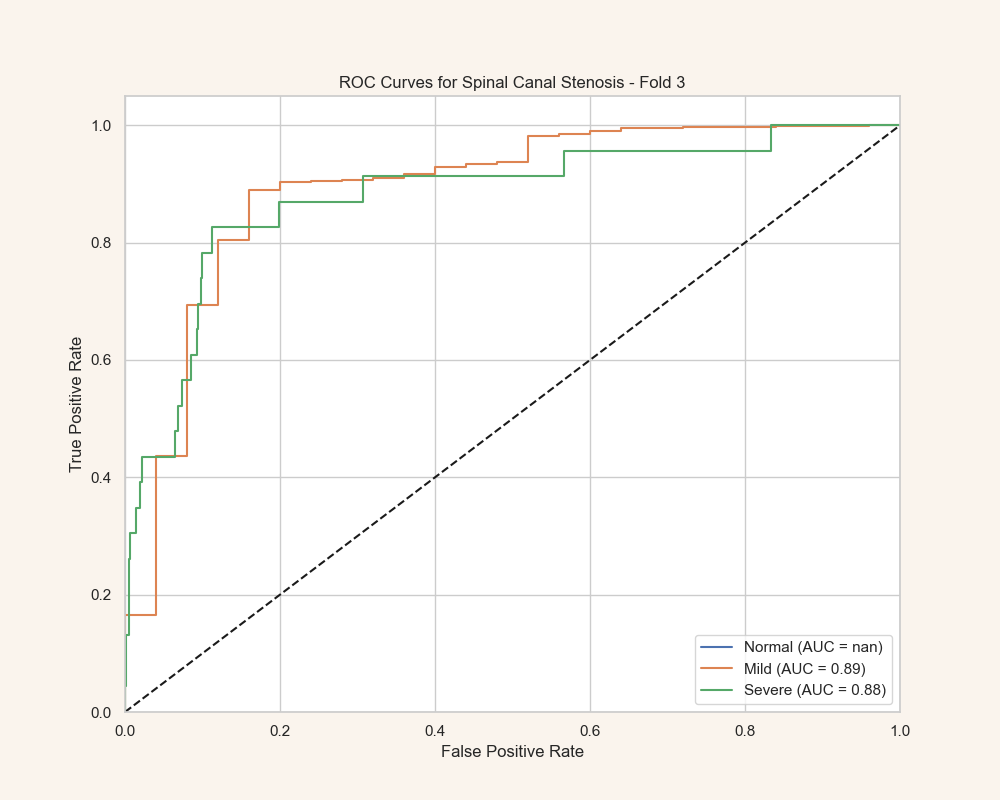 ROC Curves for Spinal Canal Stenosis - Fold 3
1.0
0.8
0.6
0.4
0.2
0.0
True Positive Rate
0.0 0.2 0.4 0.6 0.8 1.0
False Positive Rate
Normal (AUC = nan)
Mild (AUC = 0.89)
Severe (AUC = 0.88)